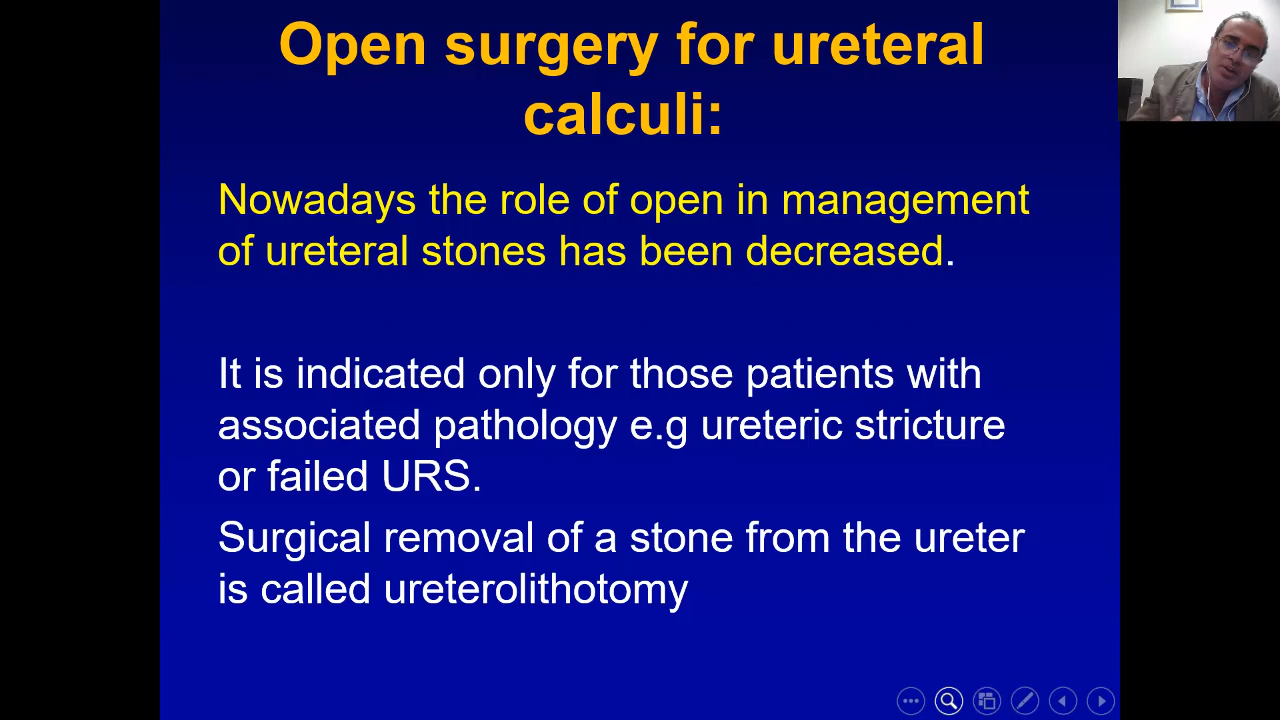 Open surgery for ureteral
calculi:
Nowadays the role of open in management
of ureteral stones has been decreased.
It is indicated only for those patients with
associated pathology e.g ureteric stricture
or failed URS.
Surgical removal of a stone from the ureter
is called ureterolithotomy